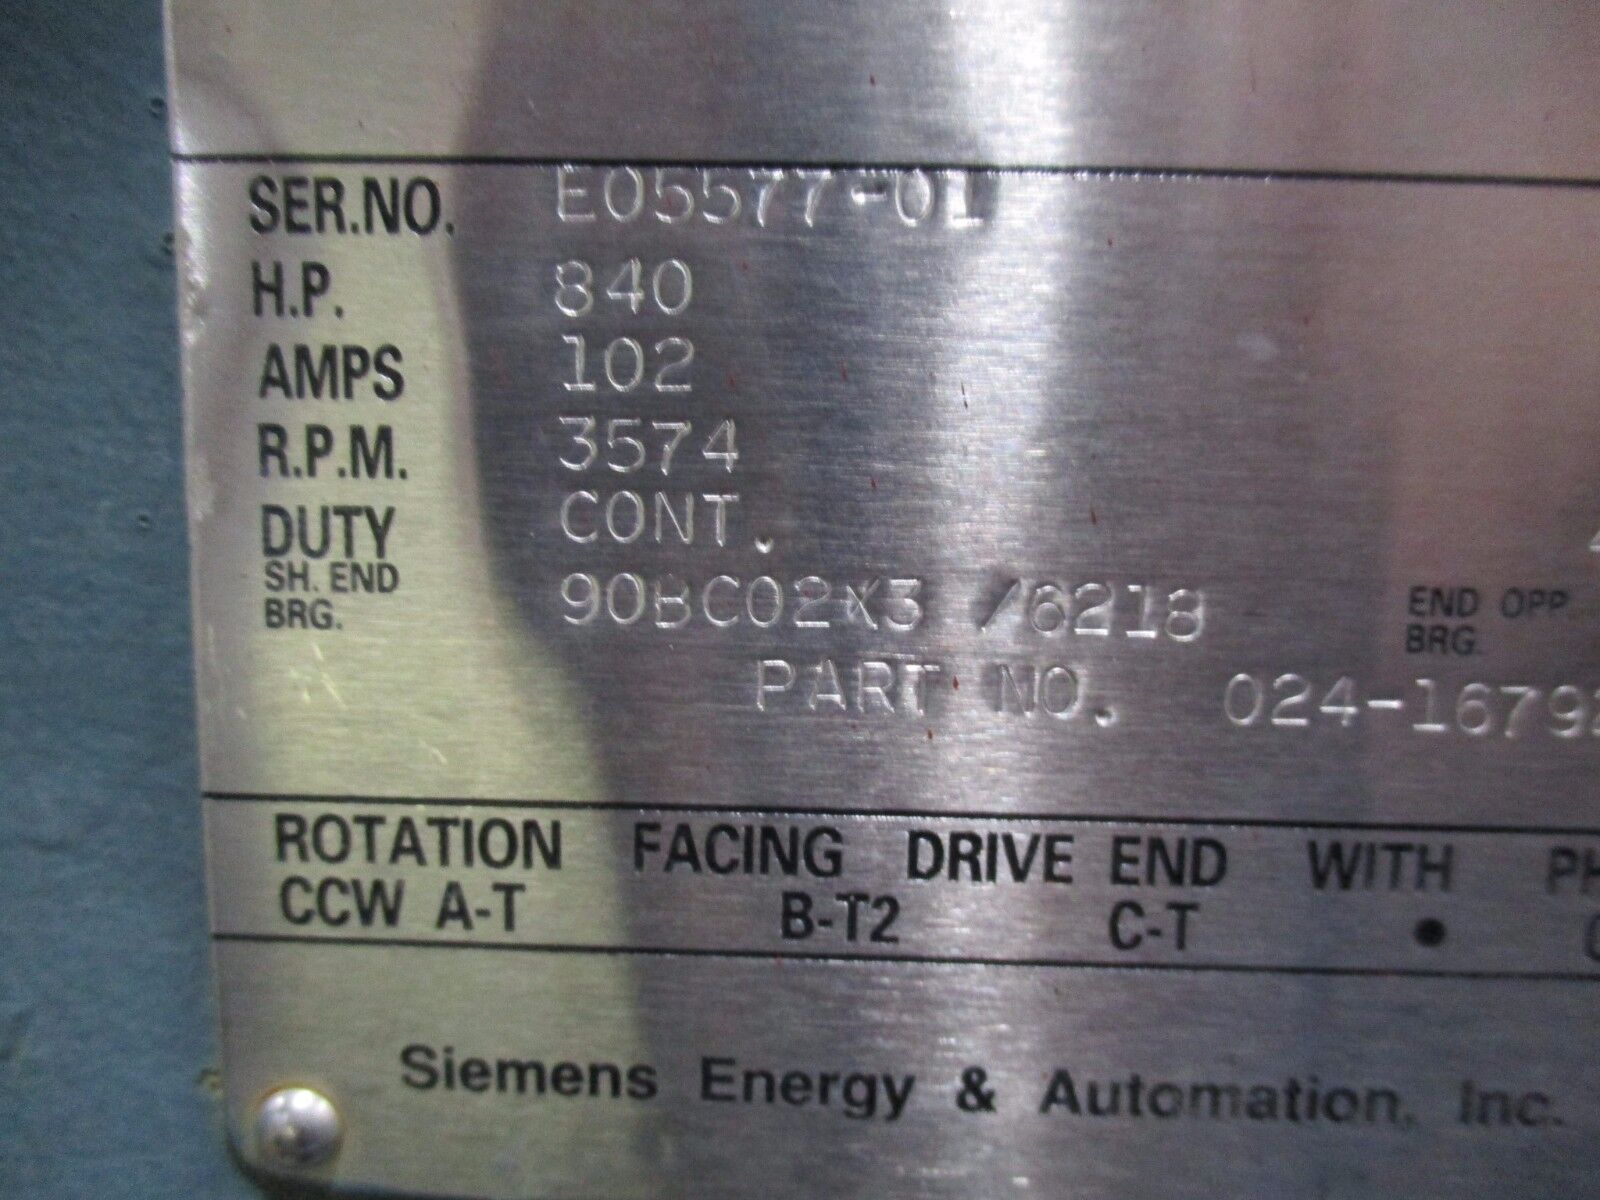 SER.NO. E05577-01
H.P. 840
AMPS 102
R.P.M. 3574
DUTY CONT.
SH. END BRG. 90BC02X3 /6218 END OPP BRG.
PART NO. 024-16792
ROTATION FACING DRIVE END WITH
CCW A-T B-T2 C-T •
Siemens Energy & Automation, Inc.